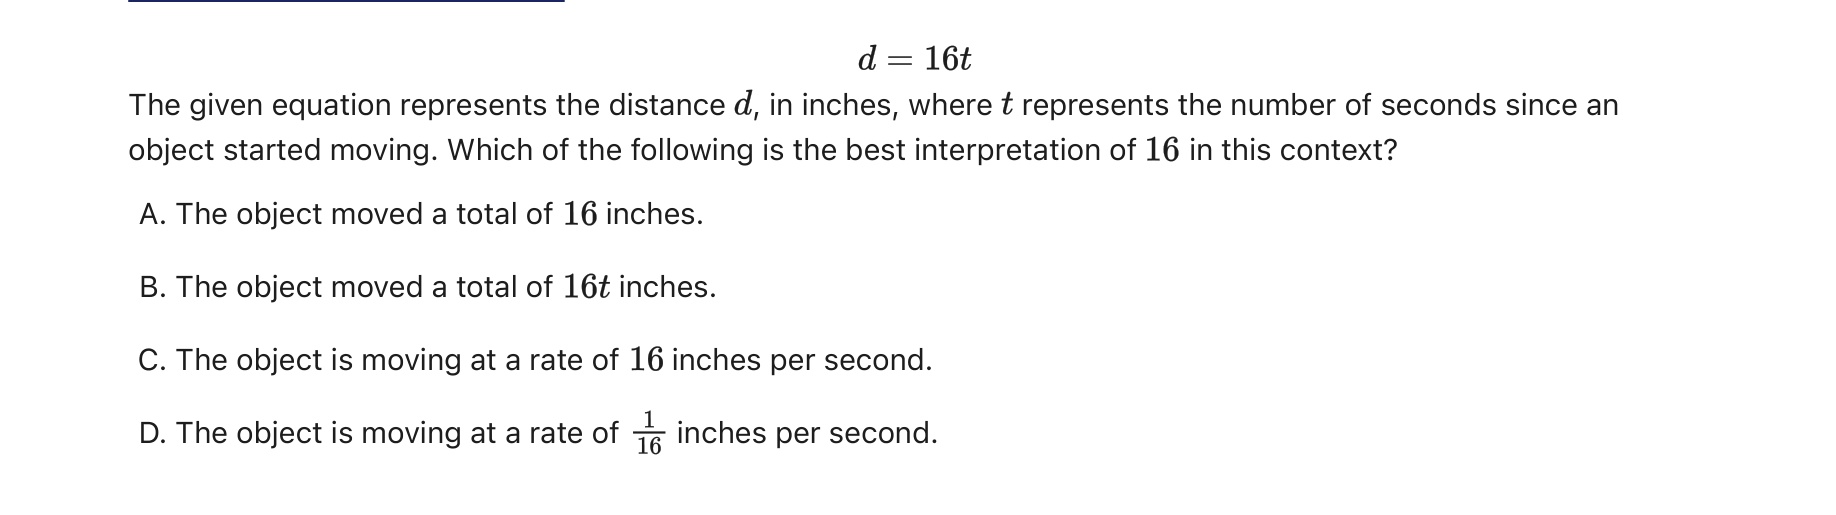 d = 16t
The given equation represents the distance d, in inches, where t represents the number of seconds since an
object started moving. Which of the following is the best interpretation of 16 in this context?
A. The object moved a total of 16 inches.
B. The object moved a total of 16t inches.
C. The object is moving at a rate of 16 inches per second.
D. The object is moving at a rate of 1/16 inches per second.